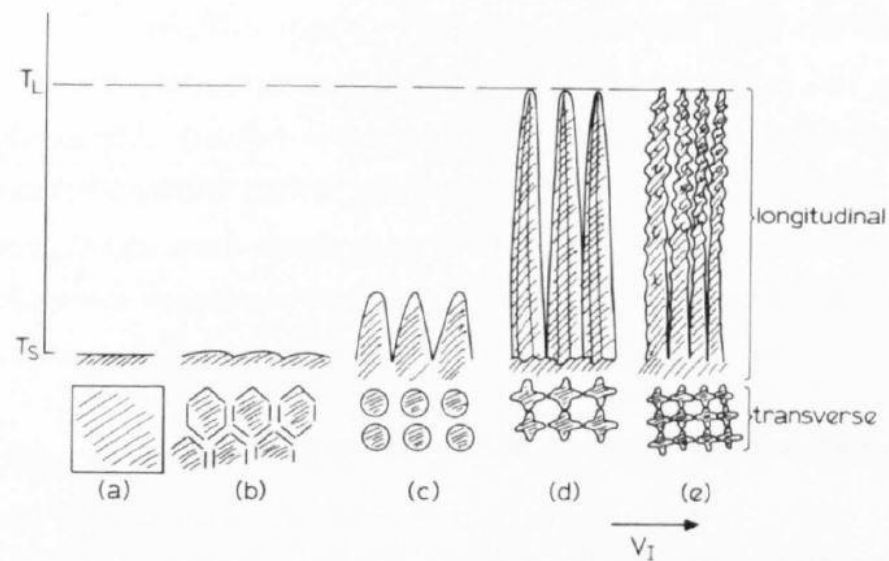 T_L
longitudinal
T_S
transverse
(a) (b) (c) (d) (e)
V_I